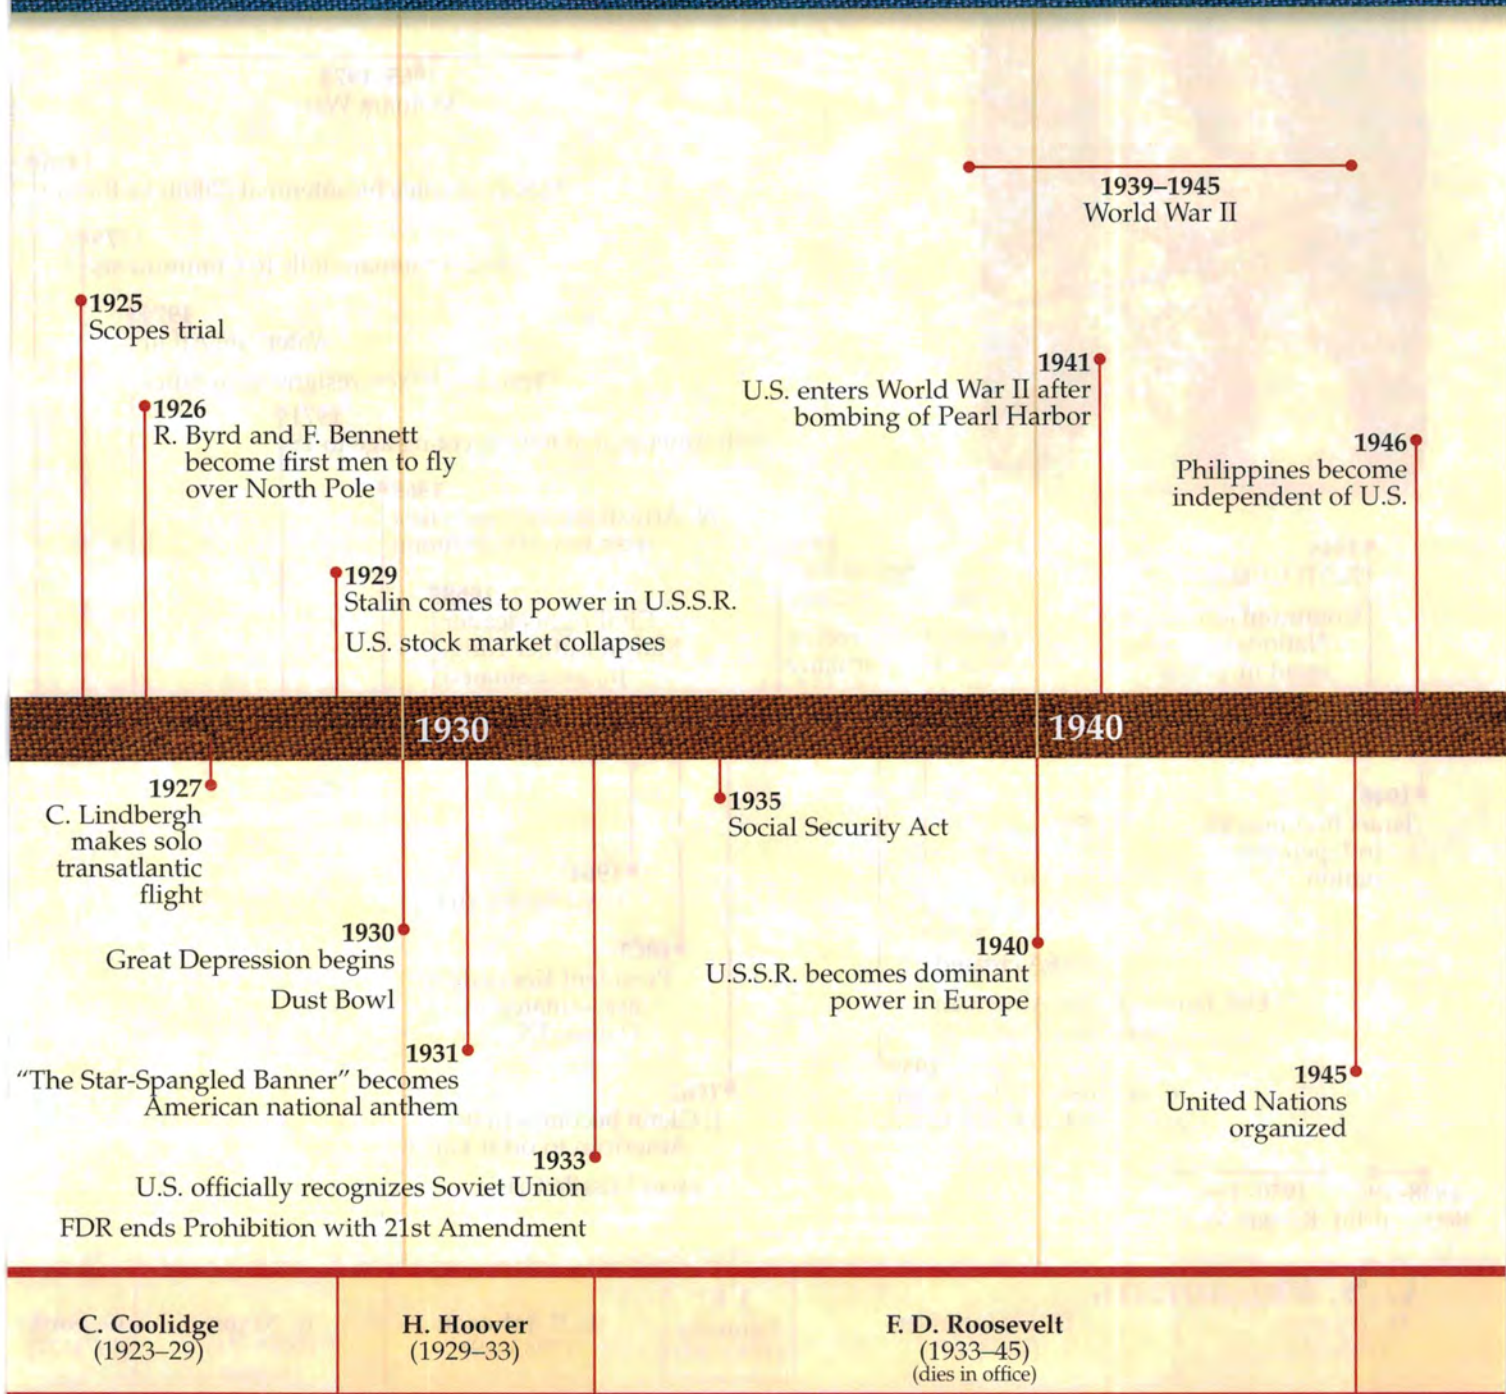 1939–1945
World War II
1925
Scopes trial
1941
U.S. enters World War II after
bombing of Pearl Harbor
1926
R. Byrd and F. Bennett
become first men to fly
over North Pole
1946
Philippines become
independent of U.S.
1929
Stalin comes to power in U.S.S.R.
U.S. stock market collapses
1930
1940
1927
C. Lindbergh
makes solo
transatlantic
flight
1935
Social Security Act
1930
Great Depression begins
Dust Bowl
1940
U.S.S.R. becomes dominant
power in Europe
1931
“The Star-Spangled Banner” becomes
American national anthem
1945
United Nations
organized
1933
U.S. officially recognizes Soviet Union
FDR ends Prohibition with 21st Amendment
C. Coolidge
(1923–29)
H. Hoover
(1929–33)
F. D. Roosevelt
(1933–45)
(dies in office)